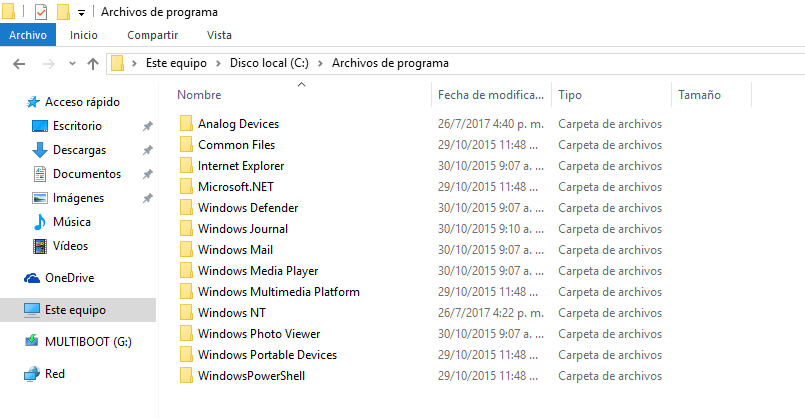 Archivos de programa
Archivo Inicio Compartir Vista
Este equipo Disco local (C:) Archivos de programa
Nombre Fecha de modifica... Tipo Tamaño
Acceso rápido
Escritorio
Descargas
Documentos
Imágenes
Música
Vídeos
OneDrive
Este equipo
MULTIBOOT (G:)
Red
Analog Devices 26/7/2017 4:40 p. m. Carpeta de archivos
Common Files 29/10/2015 11:48 ... Carpeta de archivos
Internet Explorer 30/10/2015 9:07 a. ... Carpeta de archivos
Microsoft.NET 29/10/2015 11:48 ... Carpeta de archivos
Windows Defender 30/10/2015 9:07 a. ... Carpeta de archivos
Windows Journal 30/10/2015 9:10 a. ... Carpeta de archivos
Windows Mail 30/10/2015 9:07 a. ... Carpeta de archivos
Windows Media Player 30/10/2015 9:07 a. ... Carpeta de archivos
Windows Multimedia Platform 29/10/2015 11:48 ... Carpeta de archivos
Windows NT 26/7/2017 4:22 p. m. Carpeta de archivos
Windows Photo Viewer 30/10/2015 9:07 a. ... Carpeta de archivos
Windows Portable Devices 29/10/2015 11:48 ... Carpeta de archivos
WindowsPowerShell 29/10/2015 11:48 ... Carpeta de archivos